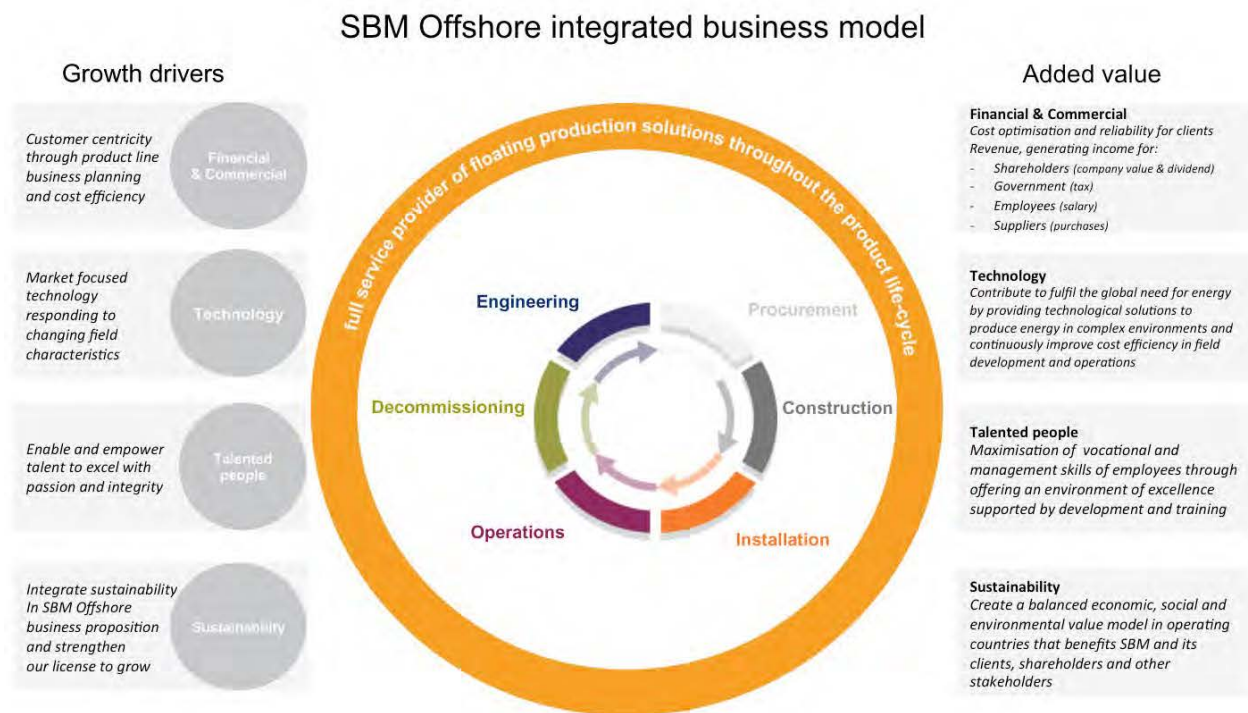 SBM Offshore integrated business model
Growth drivers
Customer centricity
through product line
business planning
and cost efficiency
Financial
& Commercial
Market focused
technology
responding to
changing field
characteristics
Technology
Enable and empower
talent to excel with
passion and integrity
Talented
people
Integrate sustainability
In SBM Offshore
business proposition
and strengthen
our license to grow
Sustainability
full service provider of floating production solutions throughout the product life-cycle
Engineering
Procurement
Decommissioning
Construction
Operations
Installation
Added value
Financial & Commercial
Cost optimisation and reliability for clients
Revenue, generating income for:
- Shareholders (company value & dividend)
- Government (tax)
- Employees (salary)
- Suppliers (purchases)
Technology
Contribute to fulfil the global need for energy
by providing technological solutions to
produce energy in complex environments and
continuously improve cost efficiency in field
development and operations
Talented people
Maximisation of vocational and
management skills of employees through
offering an environment of excellence
supported by development and training
Sustainability
Create a balanced economic, social and
environmental value model in operating
countries that benefits SBM and its
clients, shareholders and other
stakeholders